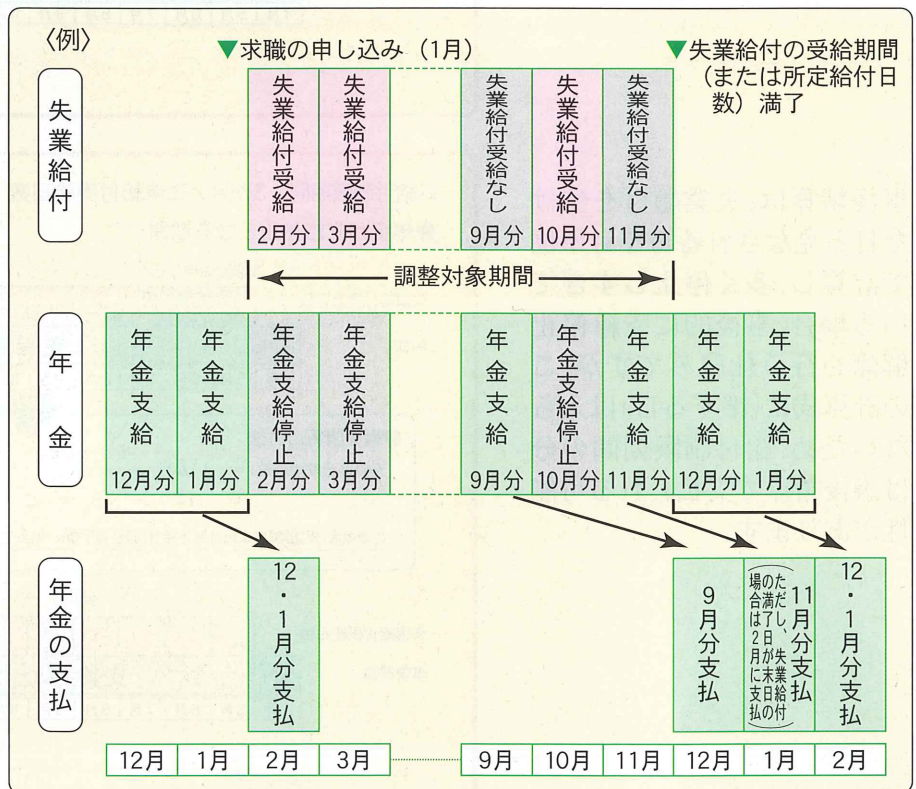 〈例〉
▼求職の申し込み（1月）
▼失業給付の受給期間
（または所定給付日
数）満了
失業給付
失業給付受給
2月分
失業給付受給
3月分
失業給付受給なし
9月分
失業給付受給
10月分
失業給付受給なし
11月分
調整対象期間
年金
年金支給
12月分
年金支給
1月分
年金支給停止
2月分
年金支給停止
3月分
年金支給
9月分
年金支給停止
10月分
年金支給
11月分
年金支給
12月分
年金支給
1月分
年金の支払
12・1月分支払
9月分支払
11月分支払
（ただし、失業給付
の満了日が末日の
場合は2月に支払）
12・1月分支払
12月 1月 2月 3月 9月 10月 11月 12月 1月 2月